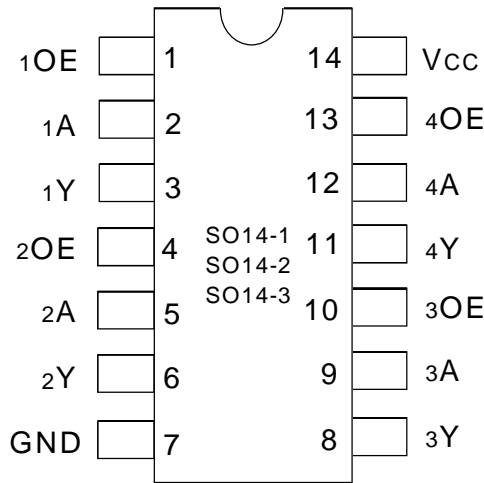 1OE 1 14 VCC
1A 2 13 4OE
1Y 3 12 4A
2OE 4 SO14-1 11 4Y
SO14-2
2A 5 SO14-3 10 3OE
2Y 6 9 3A
GND 7 8 3Y